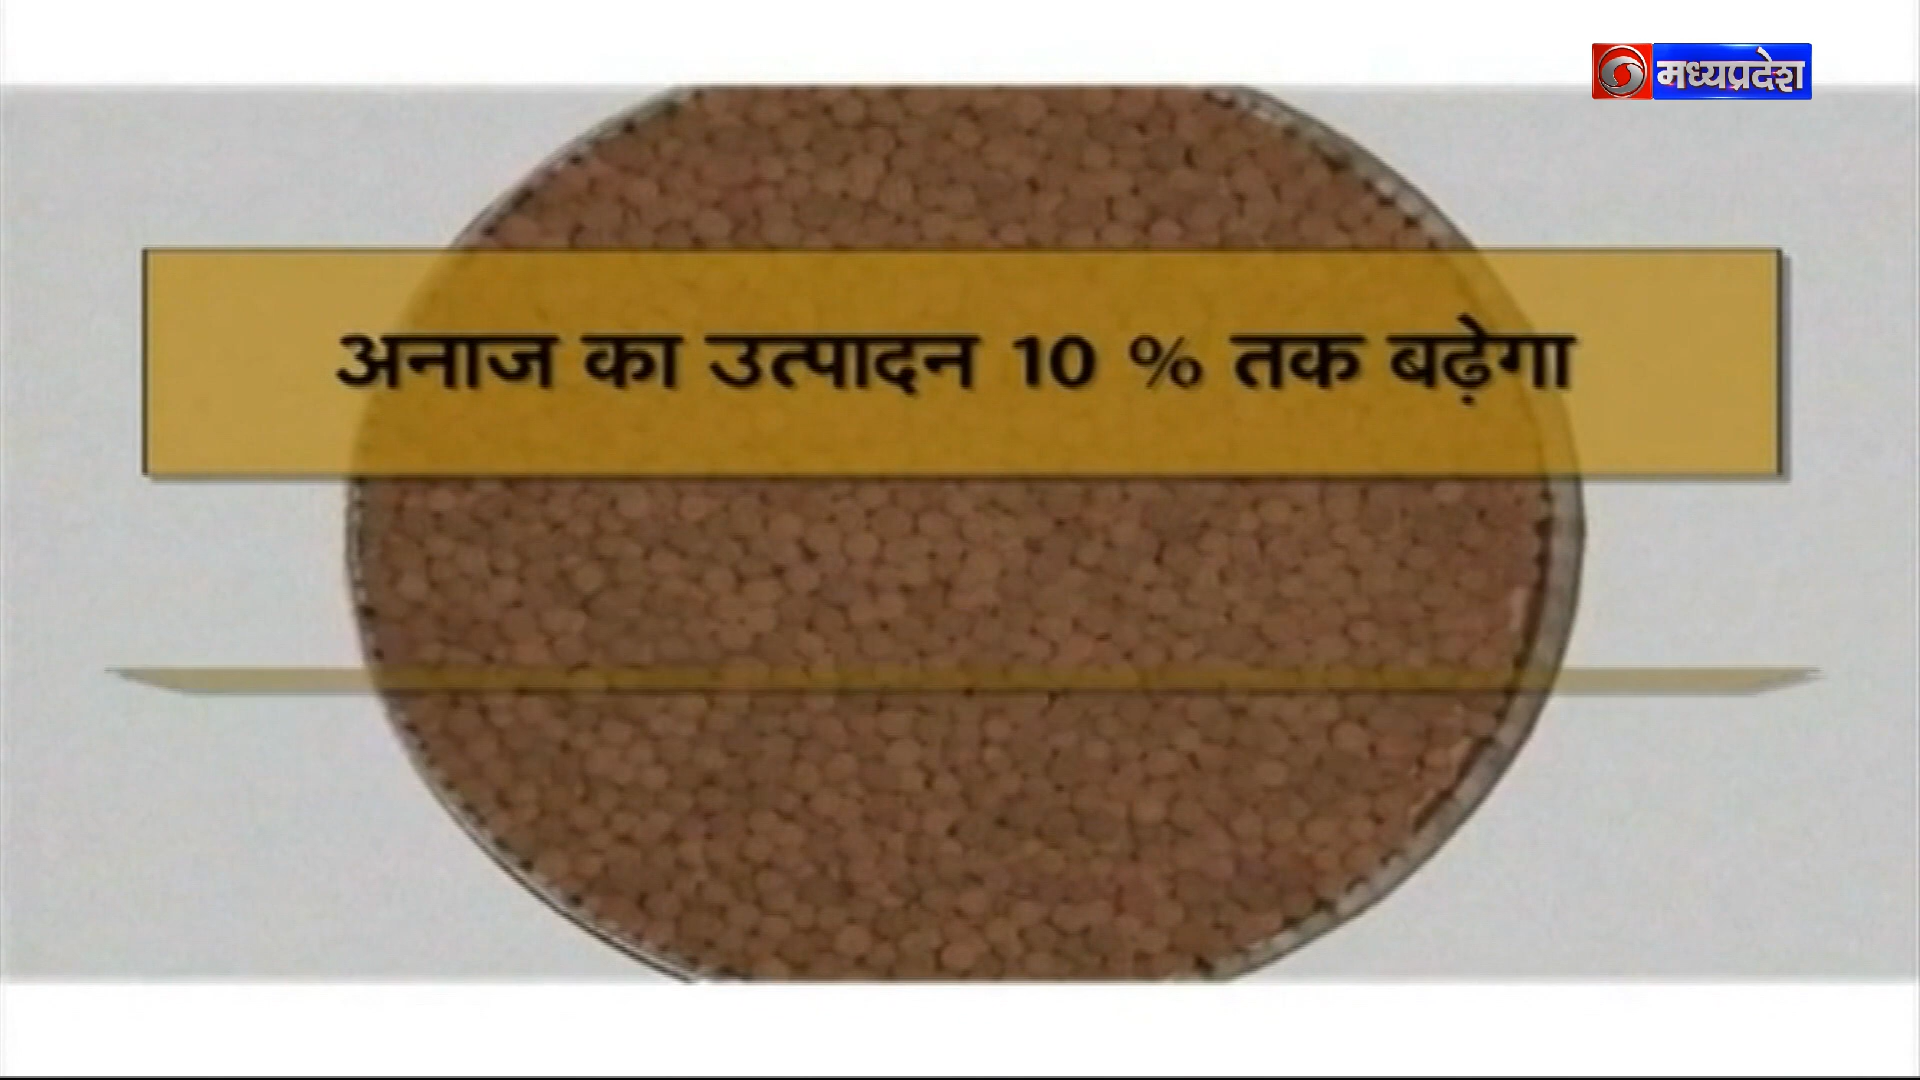 मध्यप्रदेश
अनाज का उत्पादन 10 % तक बढ़ेगा